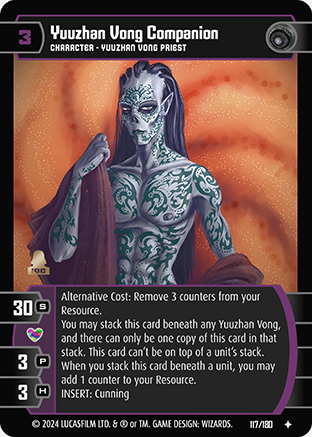 3
Yuuzhan Vong Companion
CHARACTER - YUUZHAN VONG PRIEST
IDC
30 S
3 P
3 H
Alternative Cost: Remove 3 counters from your
Resource.
You may stack this card beneath any Yuuzhan Vong,
and there can only be one copy of this card in that
stack. This card can't be on top of a unit's stack.
When you stack this card beneath a unit, you may
add 1 counter to your Resource.
INSERT: Cunning
© 2024 LUCASFILM LTD. & ® or TM. GAME DESIGN: WIZARDS.
117/180